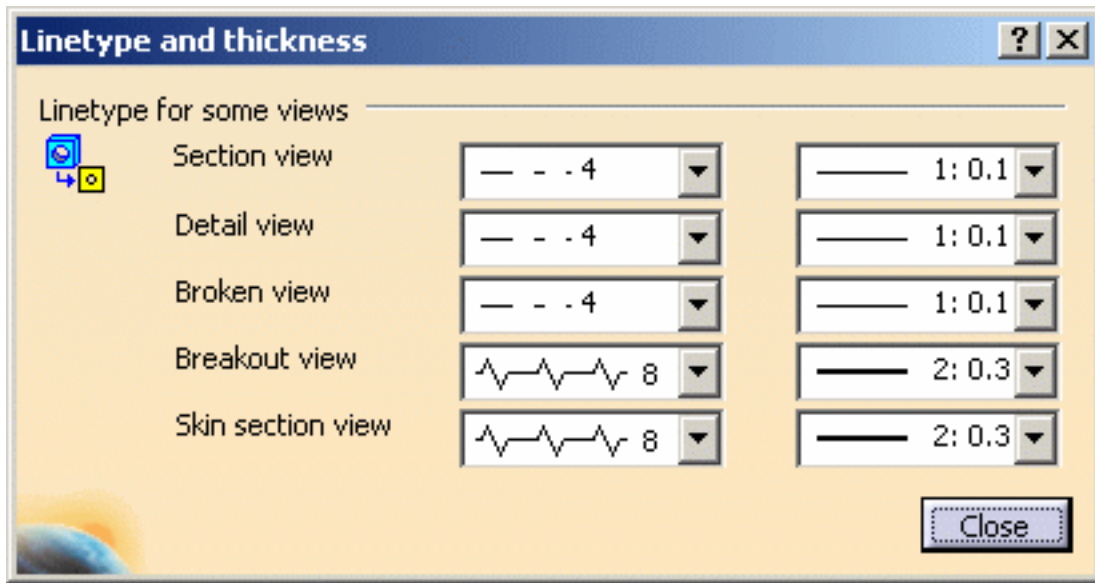 Linetype and thickness ?
Linetype for some views
Section view 4 1: 0.1
Detail view 4 1: 0.1
Broken view 4 1: 0.1
Breakout view 8 2: 0.3
Skin section view 8 2: 0.3
Close